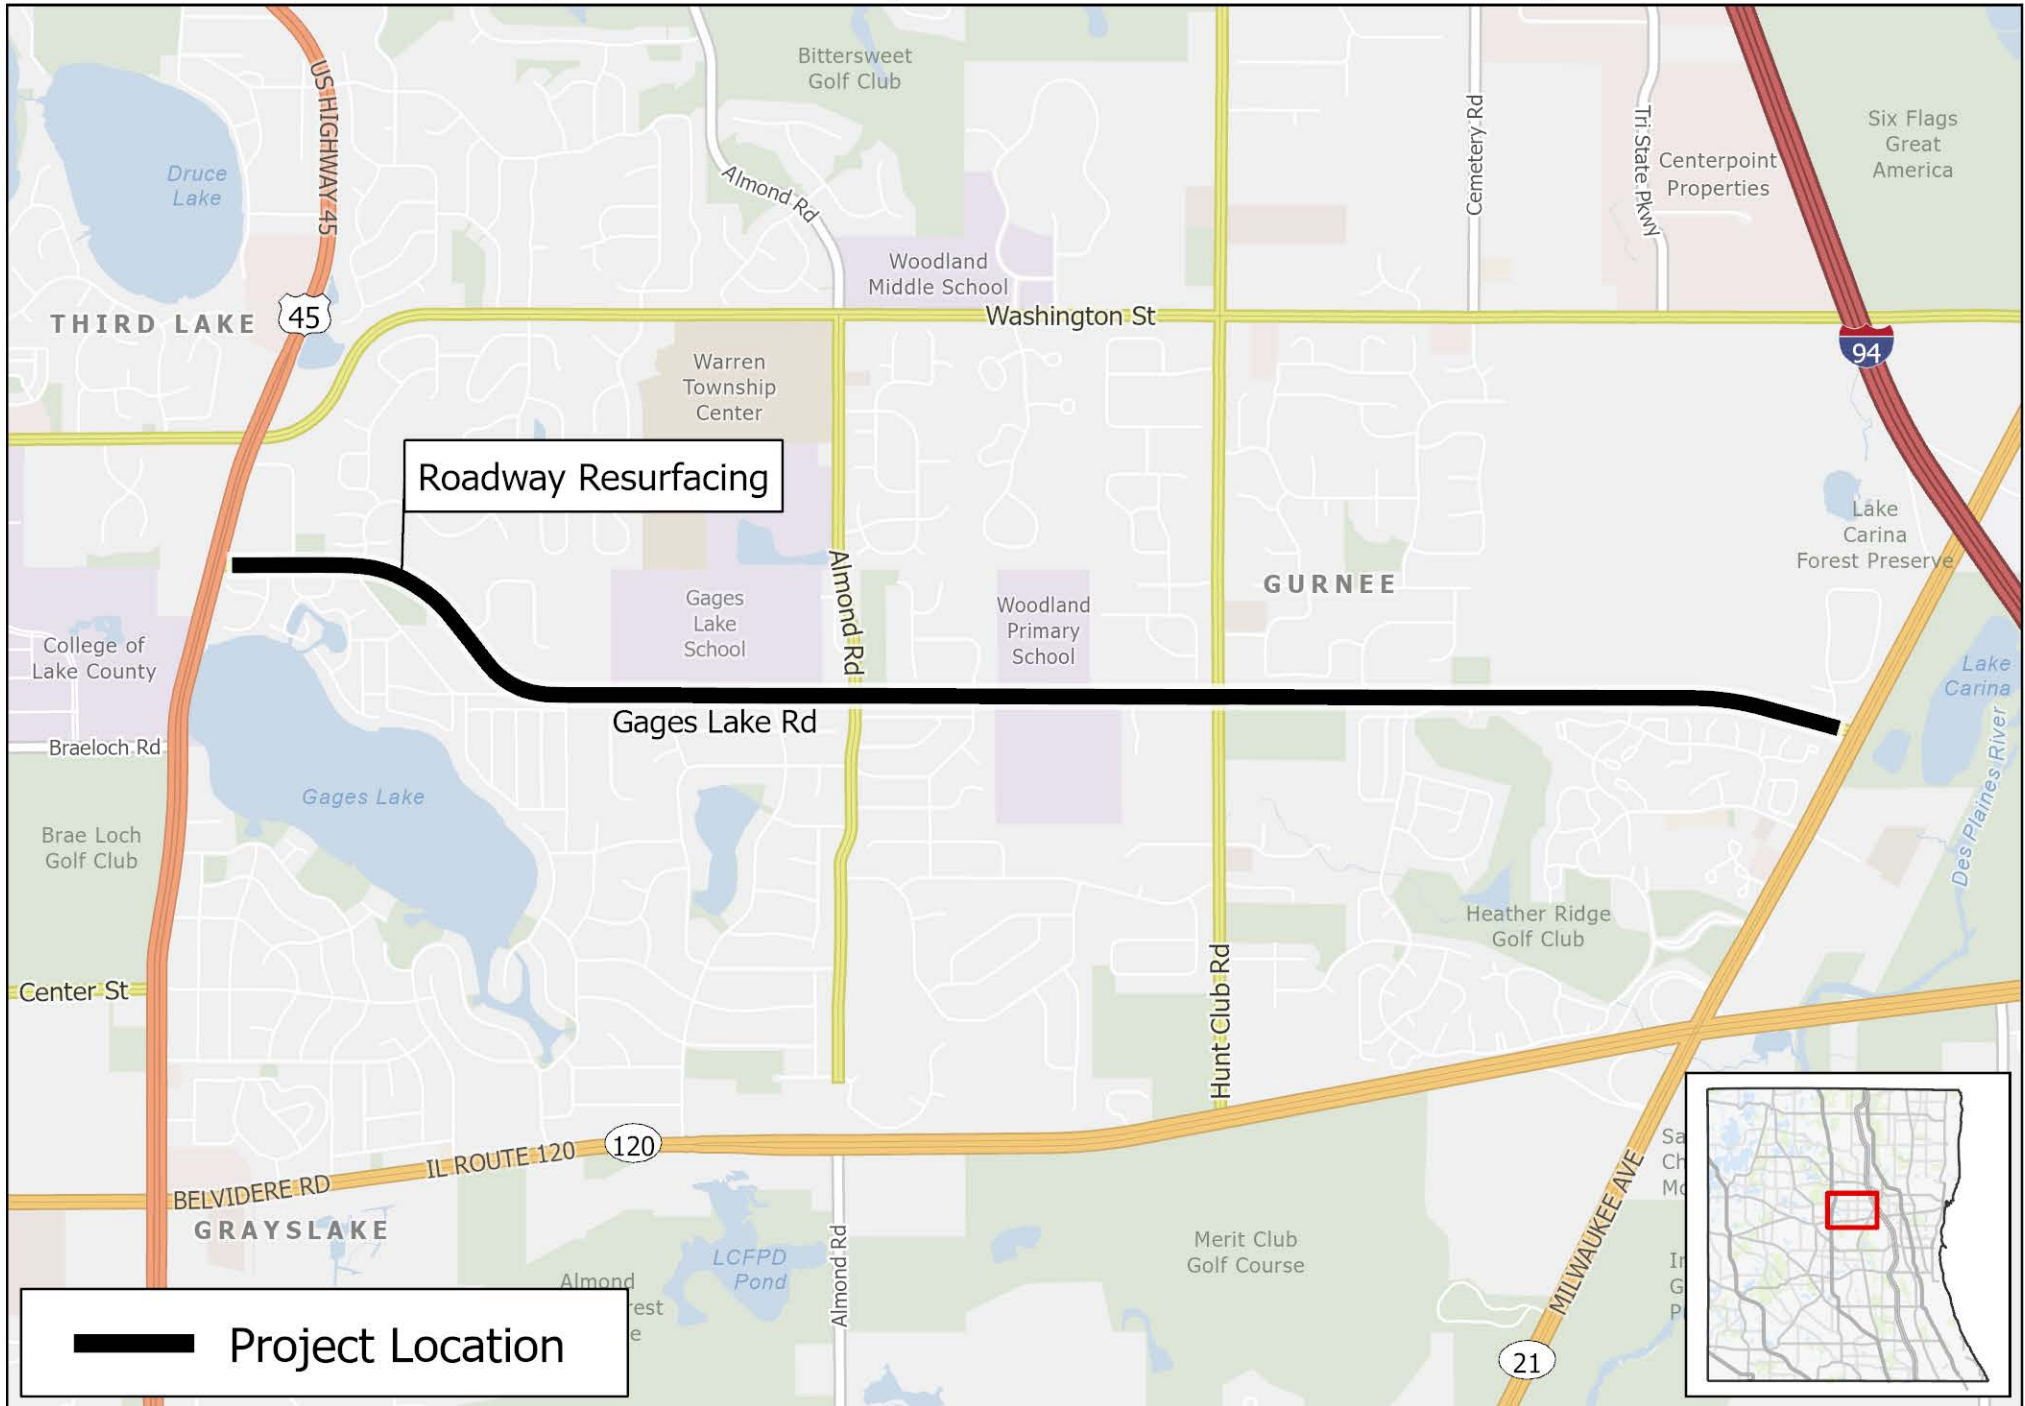 Bittersweet
Golf Club
US HIGHWAY 45
Cemetery Rd
Tri State Pkwy
Six Flags
Great
America
Centerpoint
Properties
Druce
Lake
Almond Rd
Woodland
Middle School
THIRD LAKE
45
Washington St
94
Warren
Township
Center
Roadway Resurfacing
Lake
Carina
Forest Preserve
Almond Rd
GURNEE
Gages
Lake
School
Woodland
Primary
School
College of
Lake County
Lake
Carina
Gages Lake Rd
Braeloch Rd
Des Plaines River
Gages Lake
Brae Loch
Golf Club
Heather Ridge
Golf Club
Center St
Hunt Club Rd
IL ROUTE 120
120
BELVIDERE RD
GRAYSLAKE
MILWAUKEE AVE
Sa
Ch
Mc
LCFPD
Pond
Almond Rd
Merit Club
Golf Course
Almond
rest
e
G
21
Project Location